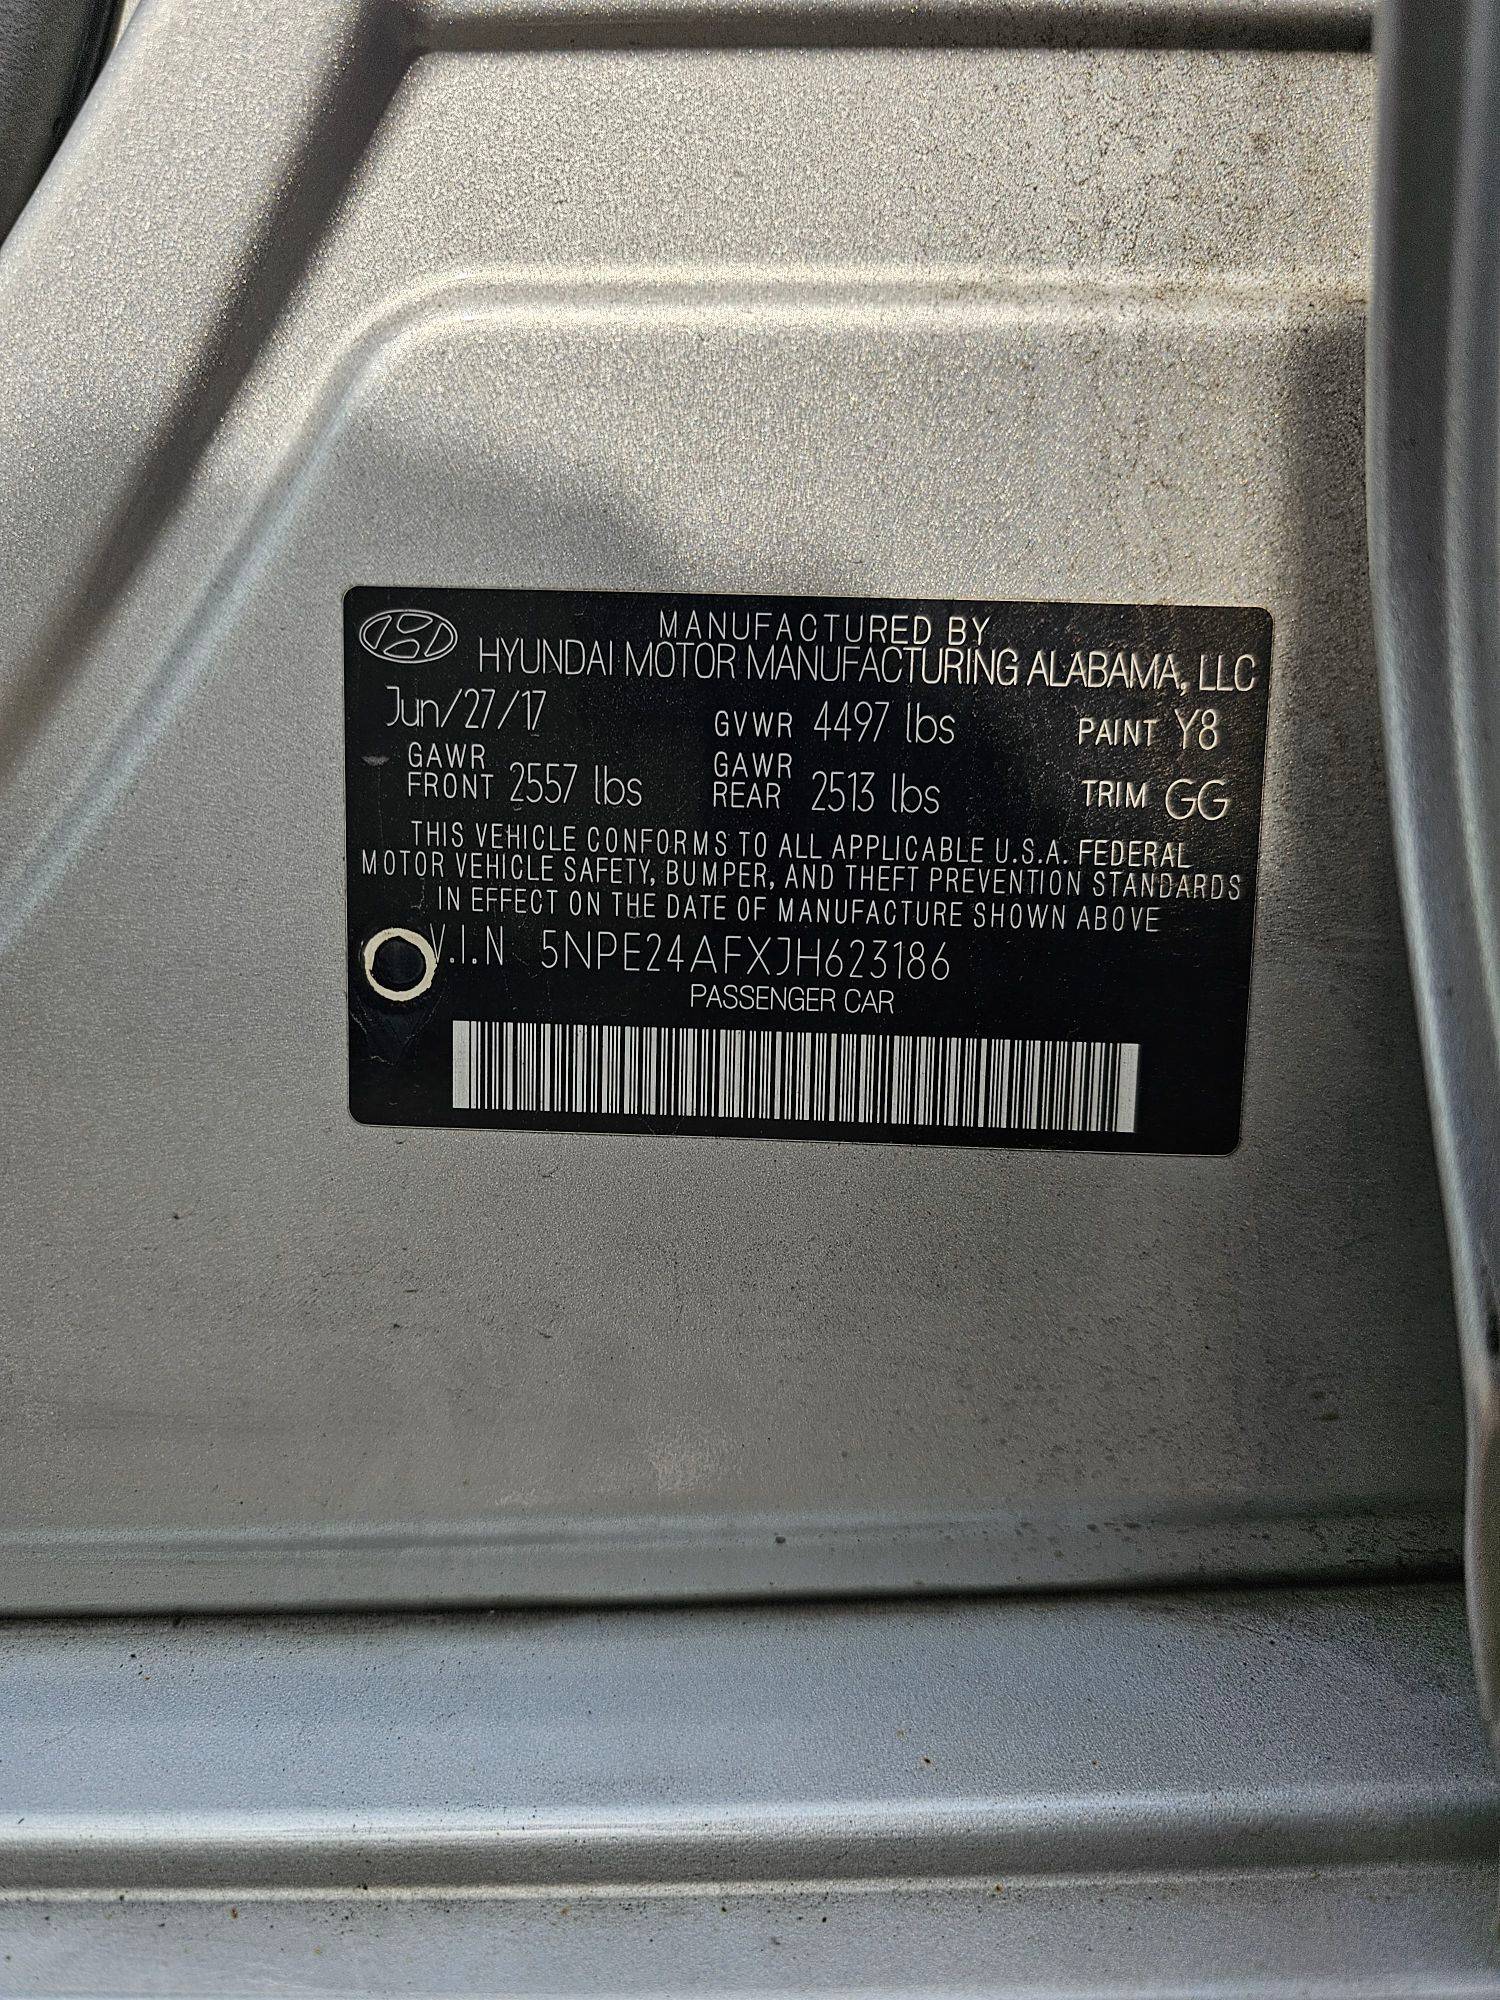 MANUFACTURED BY
HYUNDAI MOTOR MANUFACTURING ALABAMA, LLC
Jun/27/17 GVWR 4497 lbs PAINT Y8
GAWR FRONT 2557 lbs GAWR REAR 2513 lbs TRIM GG
THIS VEHICLE CONFORMS TO ALL APPLICABLE U.S.A. FEDERAL
MOTOR VEHICLE SAFETY, BUMPER, AND THEFT PREVENTION STANDARDS
IN EFFECT ON THE DATE OF MANUFACTURE SHOWN ABOVE
V.I.N 5NPE24AFXJH623186
PASSENGER CAR